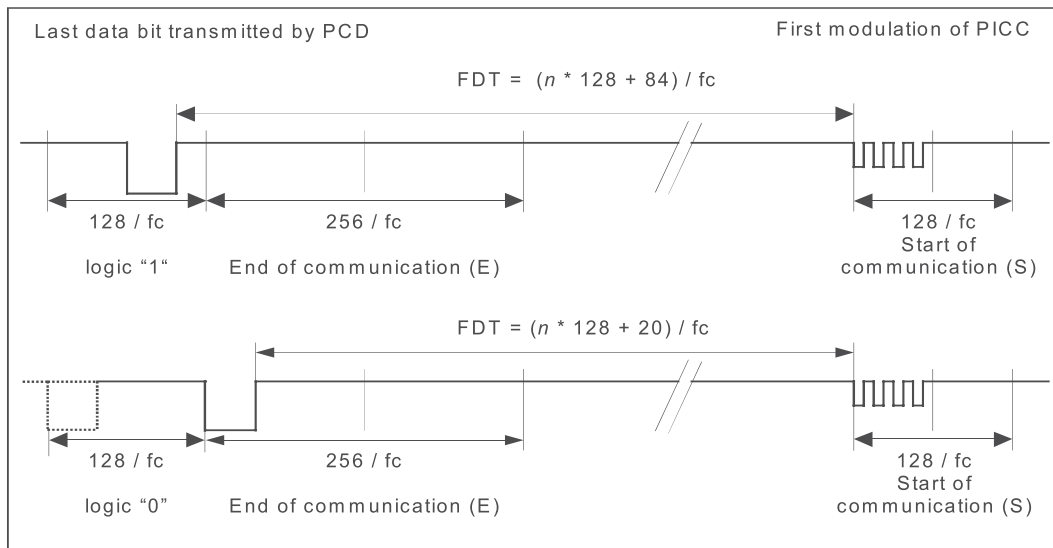 Last data bit transmitted by PCD
First modulation of PICC
FDT = (n * 128 + 84) / fc
128 / fc
256 / fc
128 / fc
Start of
communication (S)
logic “1“
End of communication (E)
FDT = (n * 128 + 20) / fc
128 / fc
256 / fc
128 / fc
Start of
communication (S)
logic “0”
End of communication (E)